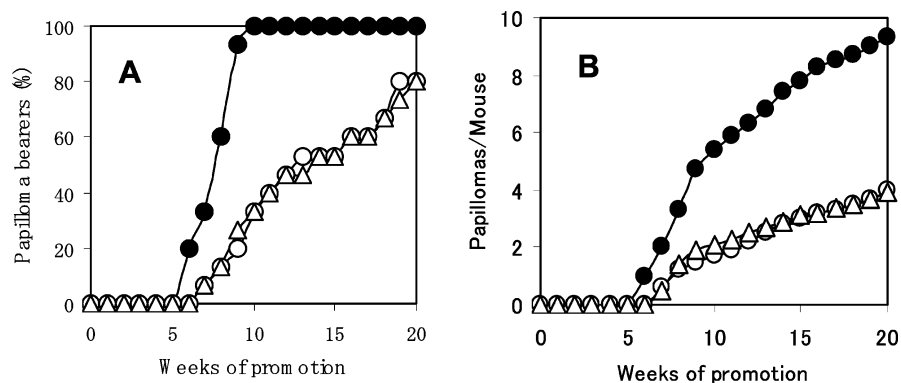 A
Papilloma bearers (%)
100
80
60
40
20
0
0 5 10 15 20
Weeks of promotion
B
Papillomas/Mouse
10
8
6
4
2
0
0 5 10 15 20
Weeks of promotion